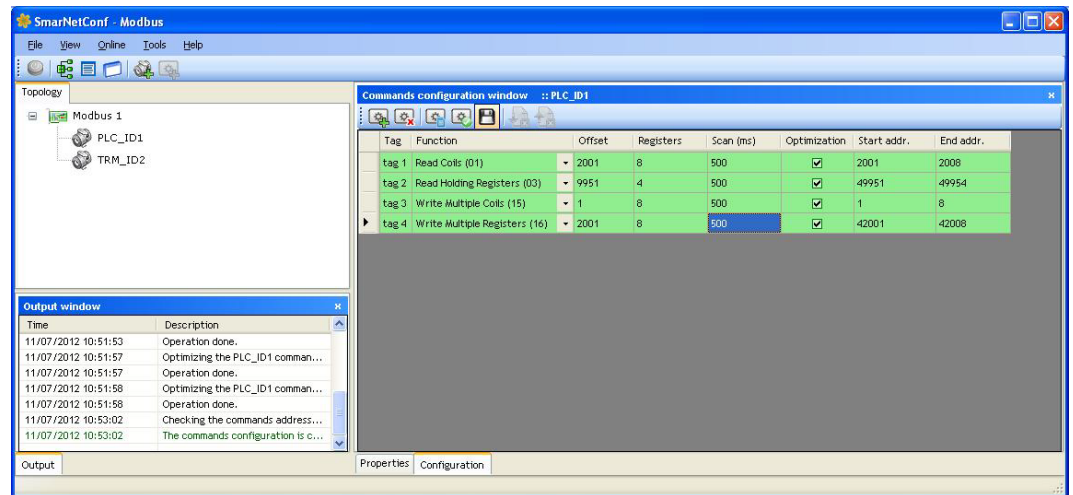 SmarNetConf - Modbus
File View Online Tools Help
Topology
Modbus 1
PLC_ID1
TRM_ID2
Commands configuration window :: PLC_ID1
Tag Function Offset Registers Scan (ms) Optimization Start addr. End addr.
tag 1 Read Coils (01) 2001 8 500 2001 2008
tag 2 Read Holding Registers (03) 9951 4 500 49951 49954
tag 3 Write Multiple Coils (15) 1 8 500 1 8
tag 4 Write Multiple Registers (16) 2001 8 500 42001 42008
Output window
Time Description
11/07/2012 10:51:53 Operation done.
11/07/2012 10:51:57 Optimizing the PLC_ID1 comman...
11/07/2012 10:51:57 Operation done.
11/07/2012 10:51:58 Optimizing the PLC_ID1 comman...
11/07/2012 10:51:58 Operation done.
11/07/2012 10:53:02 Checking the commands address...
11/07/2012 10:53:02 The commands configuration is c...
Output
Properties Configuration